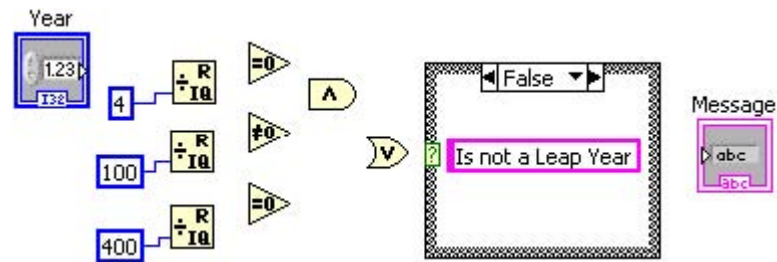 Year
1.23
I32
4
÷ R
IQ
=0
Λ
100
÷ R
IQ
≠0
V
400
÷ R
IQ
=0
False
?
Is not a Leap Year
Message
abc
abc